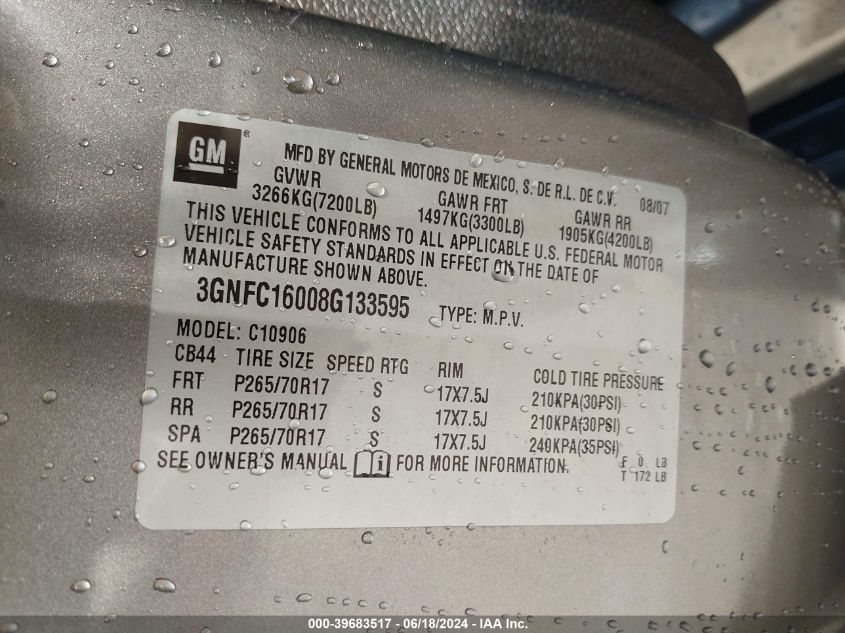 GM ®
MFD BY GENERAL MOTORS DE MEXICO, S. DE R.L. DE C.V. 08/07
GVWR GAWR FRT GAWR RR
3266KG(7200LB) 1497KG(3300LB) 1905KG(4200LB)
THIS VEHICLE CONFORMS TO ALL APPLICABLE U.S. FEDERAL MOTOR
VEHICLE SAFETY STANDARDS IN EFFECT ON THE DATE OF
MANUFACTURE SHOWN ABOVE.
3GNFC16008G133595 TYPE: M.P.V.
MODEL: C10906
CB44 TIRE SIZE SPEED RTG RIM COLD TIRE PRESSURE
FRT P265/70R17 S 17X7.5J 210KPA(30PSI)
RR P265/70R17 S 17X7.5J 210KPA(30PSI)
SPA P265/70R17 S 17X7.5J 240KPA(35PSI)
SEE OWNER'S MANUAL i FOR MORE INFORMATION.
F 0 LB
T 172 LB
000-39683517 - 06/18/2024 - IAA Inc.